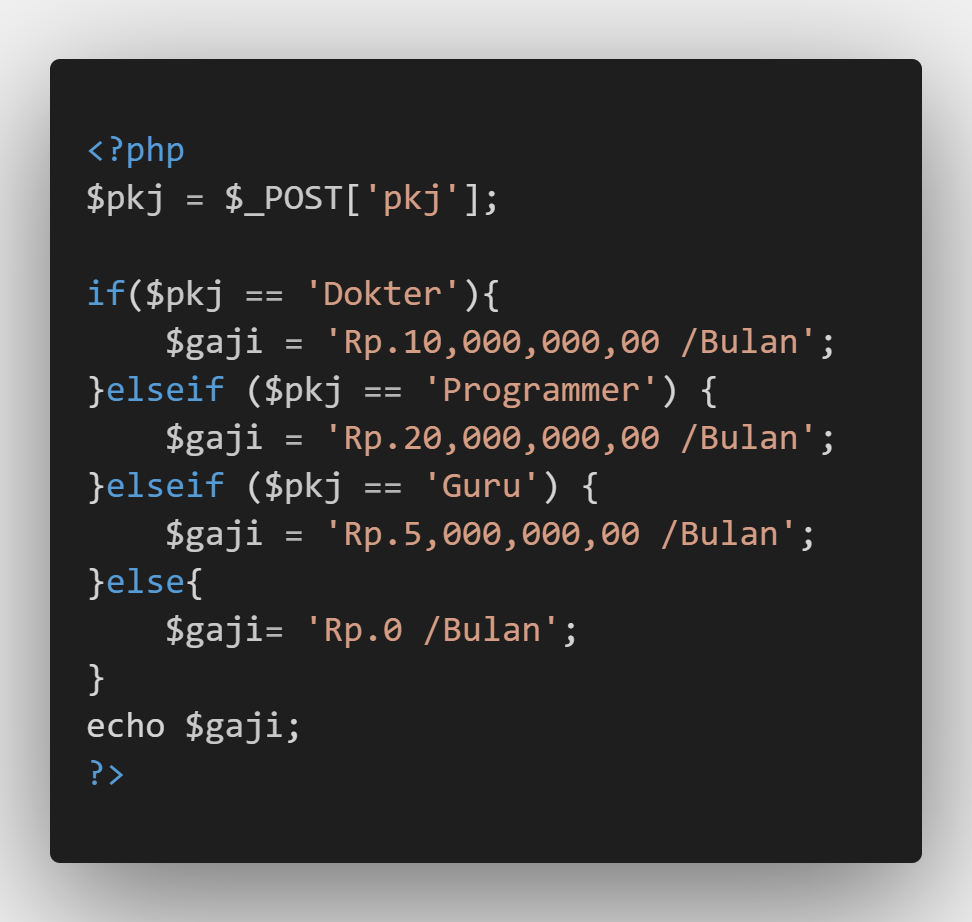 <?php
$pkj = $_POST['pkj'];
if($pkj == 'Dokter'){
    $gaji = 'Rp.10,000,000,00 /Bulan';
}elseif ($pkj == 'Programmer') {
    $gaji = 'Rp.20,000,000,00 /Bulan';
}elseif ($pkj == 'Guru') {
    $gaji = 'Rp.5,000,000,00 /Bulan';
}else{
    $gaji= 'Rp.0 /Bulan';
}
echo $gaji;
?>